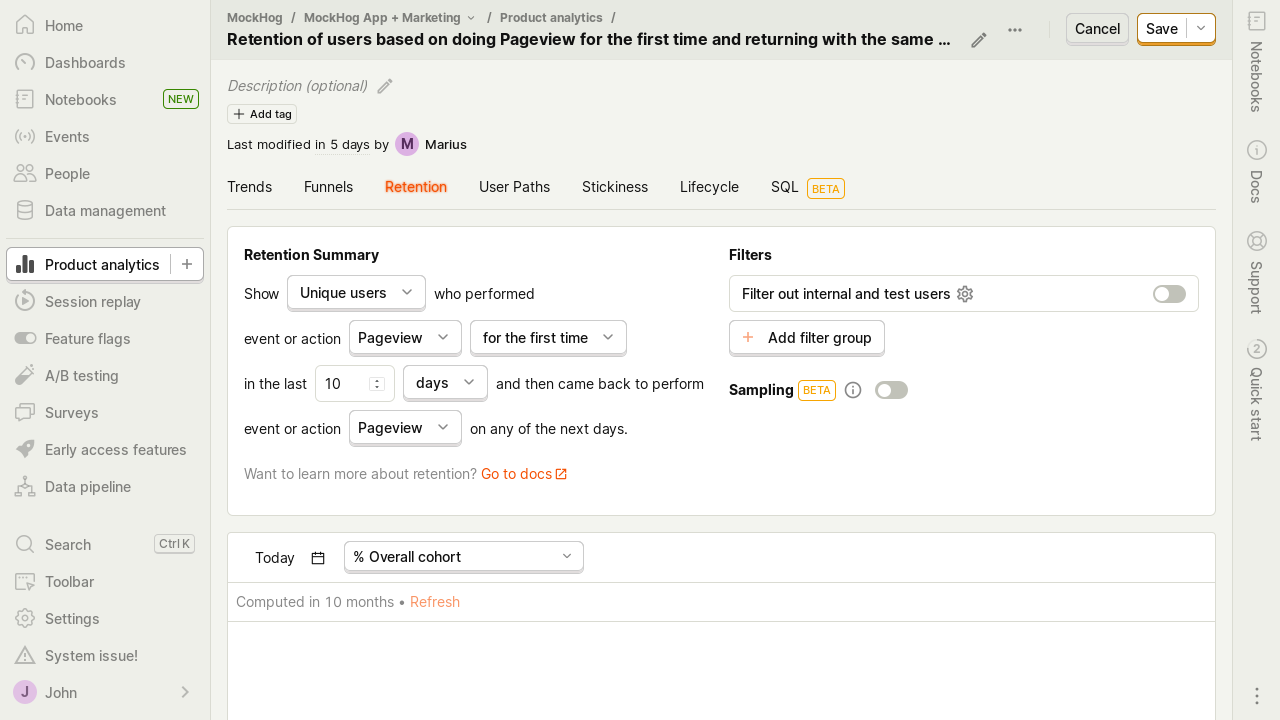 Home
Dashboards
Notebooks NEW
Events
People
Data management
Product analytics
Session replay
Feature flags
A/B testing
Surveys
Early access features
Data pipeline
Search Ctrl K
Toolbar
Settings
System issue!
J John
MockHog / MockHog App + Marketing / Product analytics /
Retention of users based on doing Pageview for the first time and returning with the same ...
Cancel
Save
Description (optional)
Add tag
Last modified in 5 days by M Marius
Trends Funnels Retention User Paths Stickiness Lifecycle SQL BETA
Retention Summary
Show Unique users who performed
event or action Pageview for the first time
in the last 10 days and then came back to perform
event or action Pageview on any of the next days.
Want to learn more about retention? Go to docs
Filters
Filter out internal and test users
Add filter group
Sampling BETA
Today % Overall cohort
Computed in 10 months • Refresh
Notebooks
Docs
Support
2
Quick start